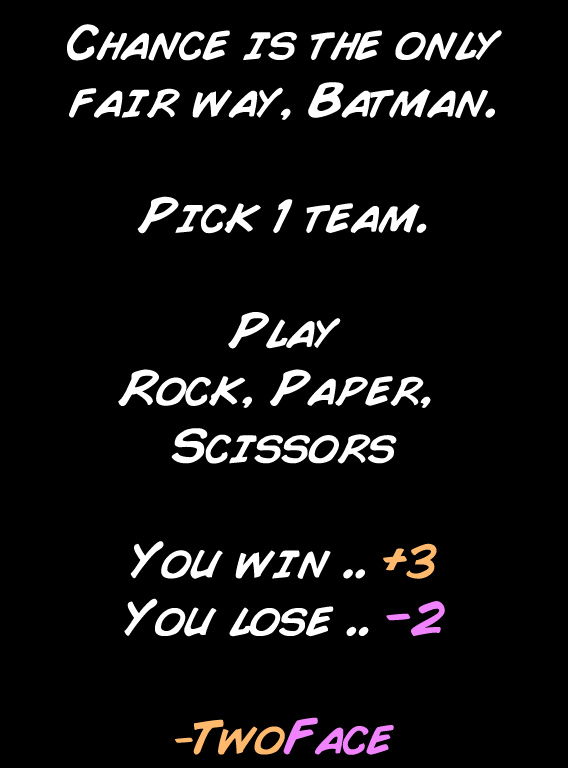 Chance is the only
fair way, Batman.
Pick 1 team.
Play
Rock, Paper,
Scissors
You win .. +3
You lose .. -2
-TwoFace